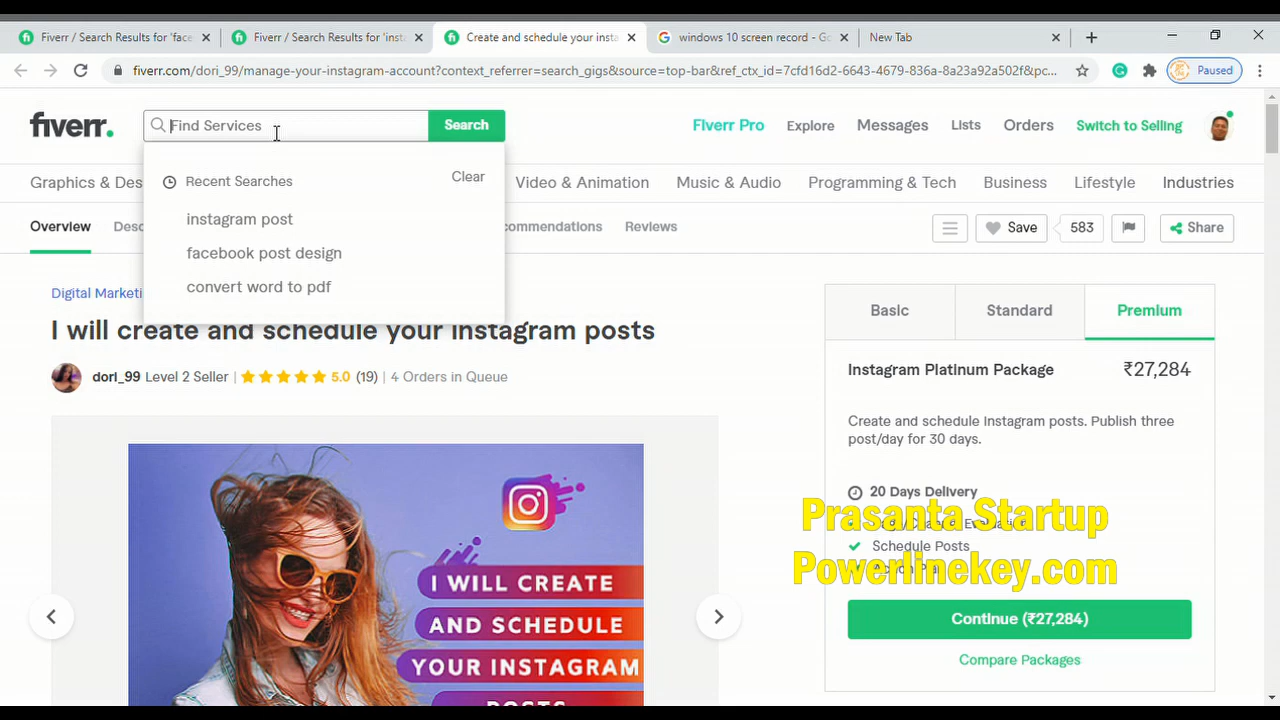 Fiverr / Search Results for 'face
Fiverr / Search Results for 'insta
Create and schedule your insta
windows 10 screen record - Go
New Tab
fiverr.com/dori_99/manage-your-instagram-account?context_referrer=search_gigs&source=top-bar&ref_ctx_id=7cfd16d2-6643-4679-836a-8a23a92a502f&pc...
Paused
fiverr.
Find Services
Search
Fiverr Pro
Explore
Messages
Lists
Orders
Switch to Selling
Recent Searches
Clear
instagram post
facebook post design
convert word to pdf
Graphics & Des
Video & Animation
Music & Audio
Programming & Tech
Business
Lifestyle
Industries
Overview
Desc
commendations
Reviews
Save
583
Share
Digital Marketi
I will create and schedule your instagram posts
dori_99 Level 2 Seller
5.0 (19)
4 Orders in Queue
I WILL CREATE
AND SCHEDULE
YOUR INSTAGRAM
POSTS
Basic
Standard
Premium
Instagram Platinum Package
₹27,284
Create and schedule Instagram posts. Publish three
post/day for 30 days.
20 Days Delivery
Prasanta Startup
Schedule Posts
Powerlinekey.com
Continue (₹27,284)
Compare Packages